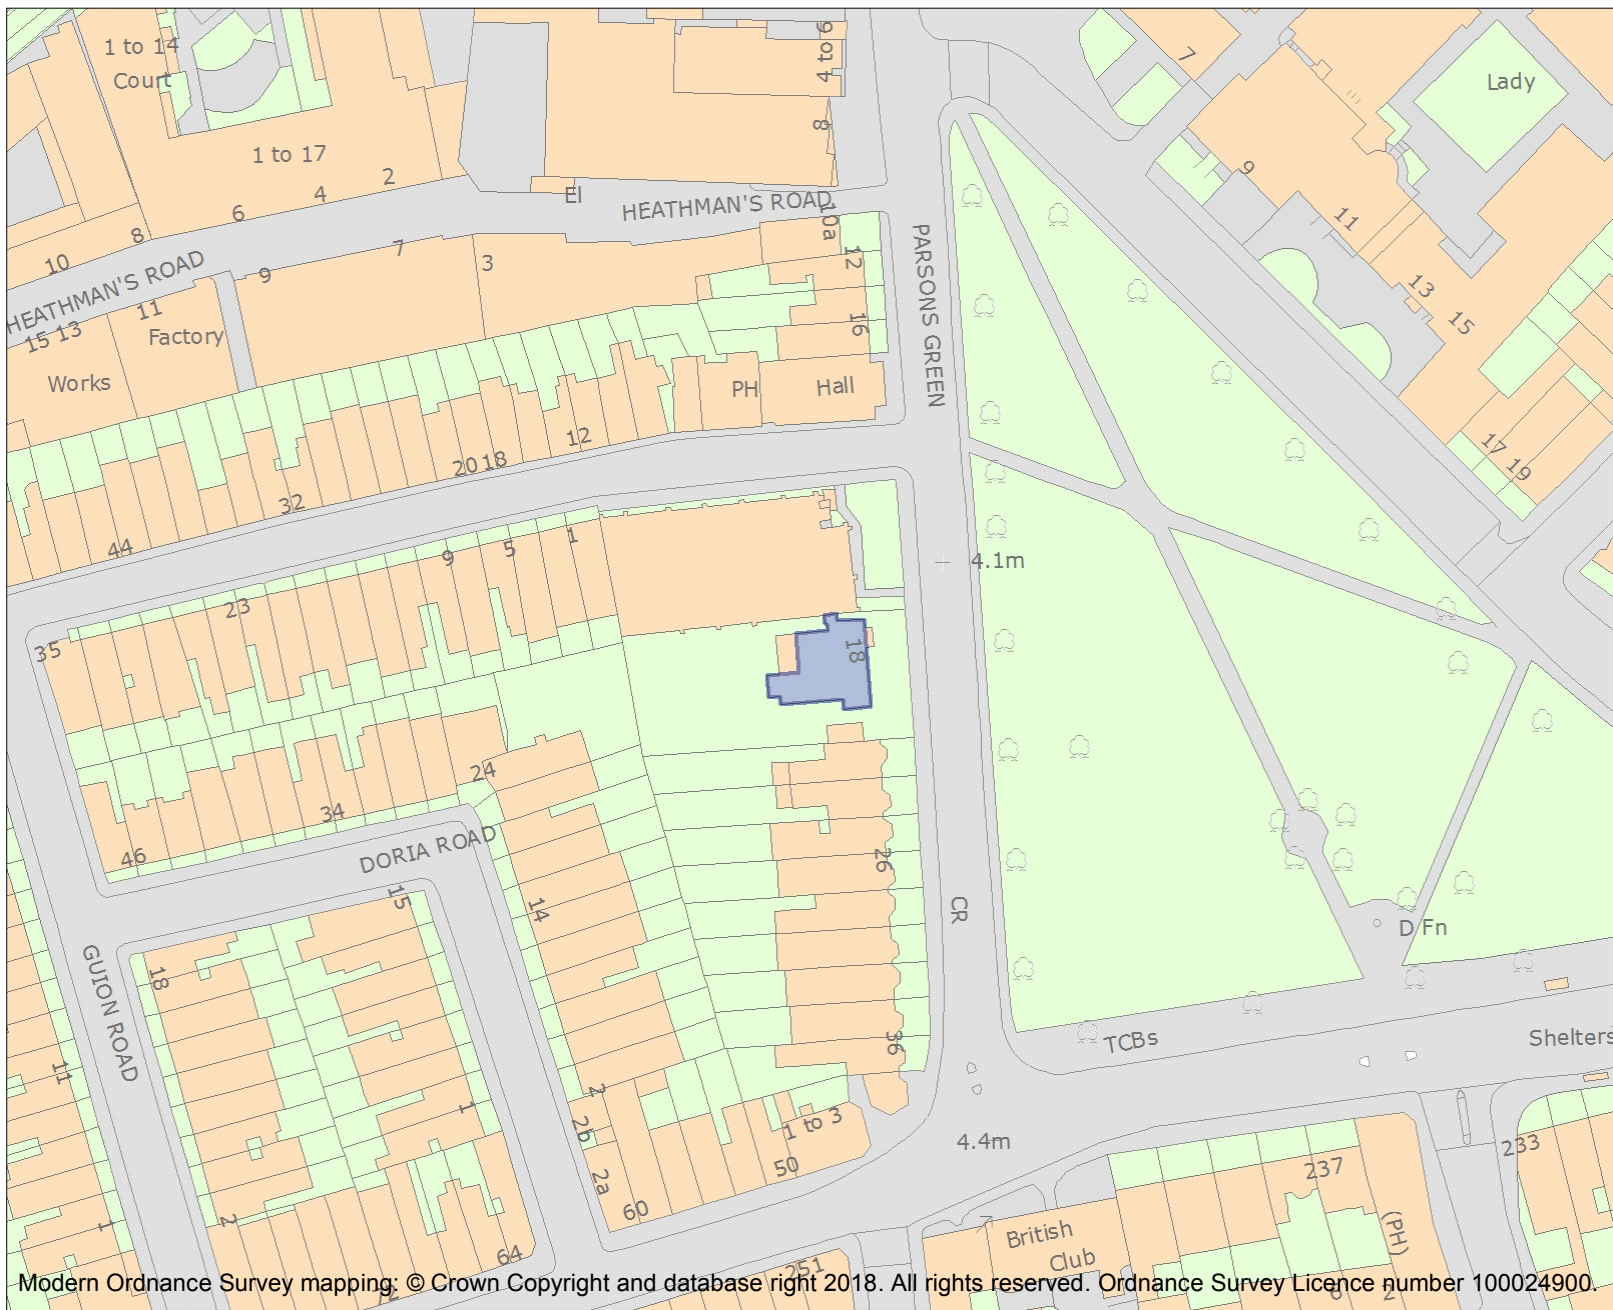 1 to 14
Court
1 to 17
2
4
6
8
10
4 to 6
8
El
HEATHMAN'S ROAD
10a
12
16
HEATHMAN'S ROAD
15 13
11
9
7
3
Factory
Works
PARSONS GREEN
PH
Hall
12
20 18
32
44
7
9
11
13
15
17 19
Lady
4.1m
1
5
9
23
35
18
24
34
46
DORIA ROAD
14
15
18
GUION ROAD
11
1
2
1
2
2b
2a
60
64
50
1 to 3
26
36
CR
D Fn
TCBs
Shelters
4.4m
237
233
(PH)
British
Club
251
6
2
Modern Ordnance Survey mapping: © Crown Copyright and database right 2018. All rights reserved. Ordnance Survey Licence number 100024900.